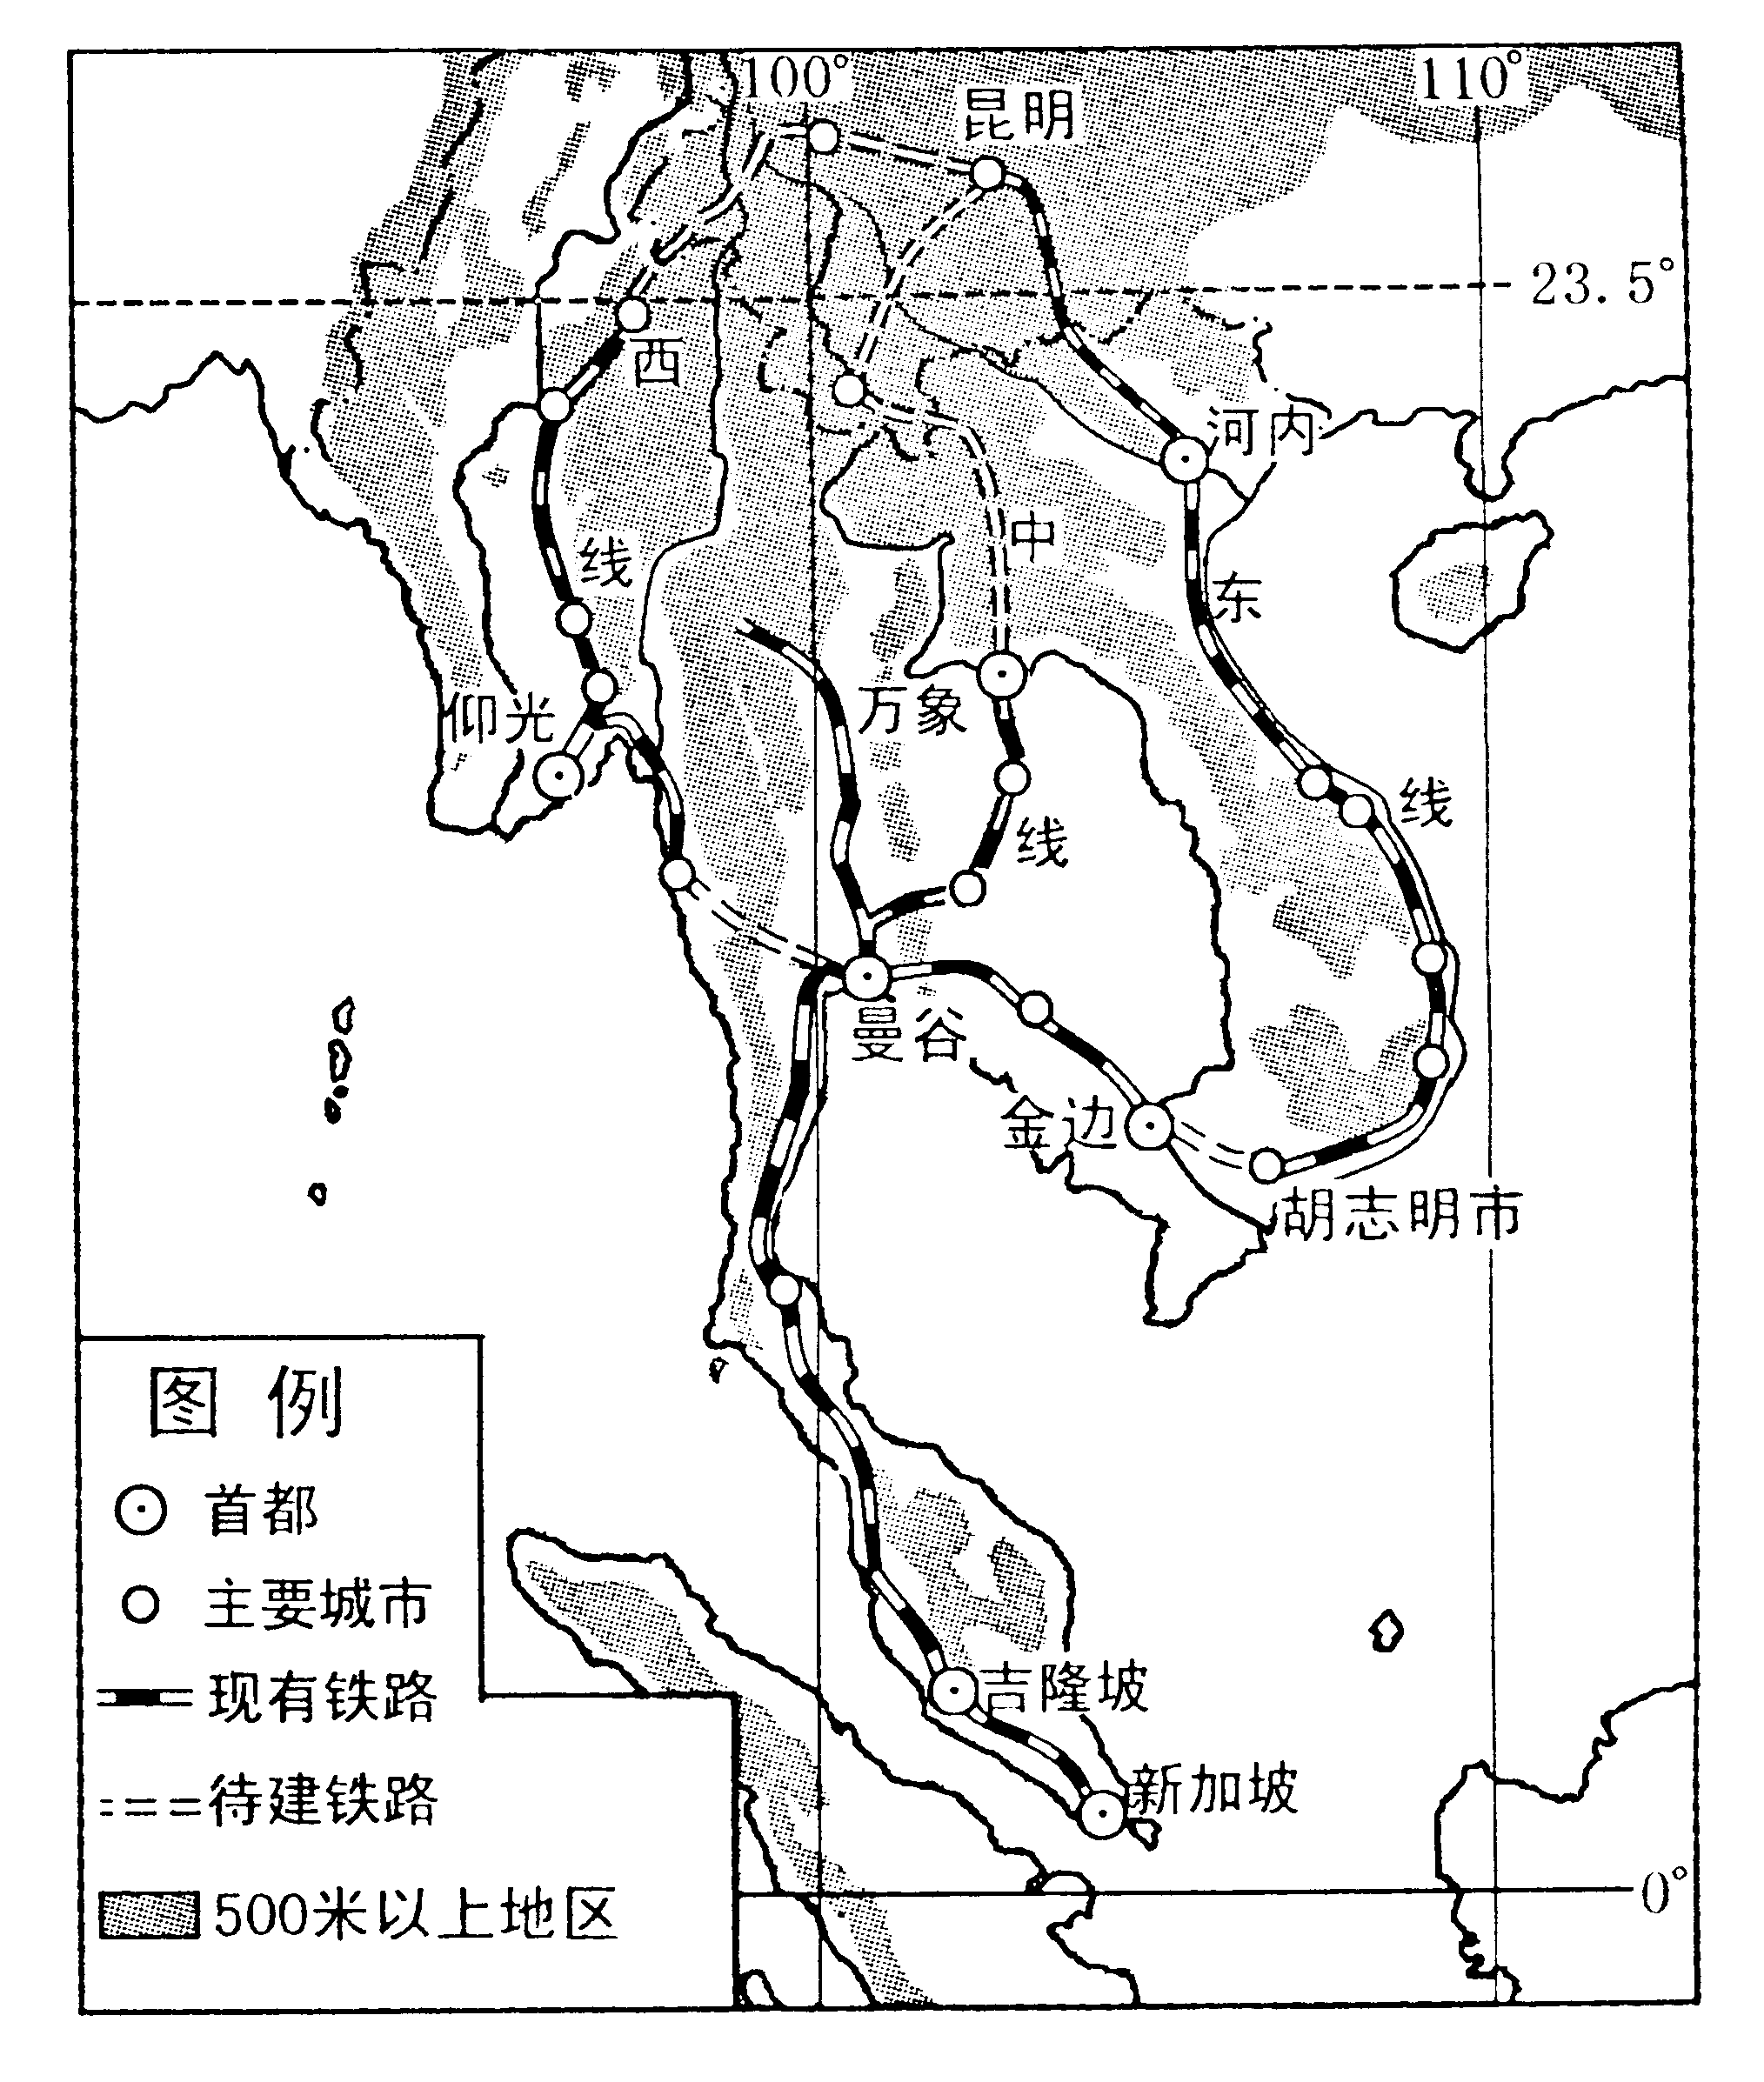 100°
110°
昆明
23.5°
西
河内
中
线
东
仰光
万象
线
线
曼谷
金边
胡志明市
图例
首都
主要城市
现有铁路
待建铁路
500米以上地区
吉隆坡
新加坡
0°